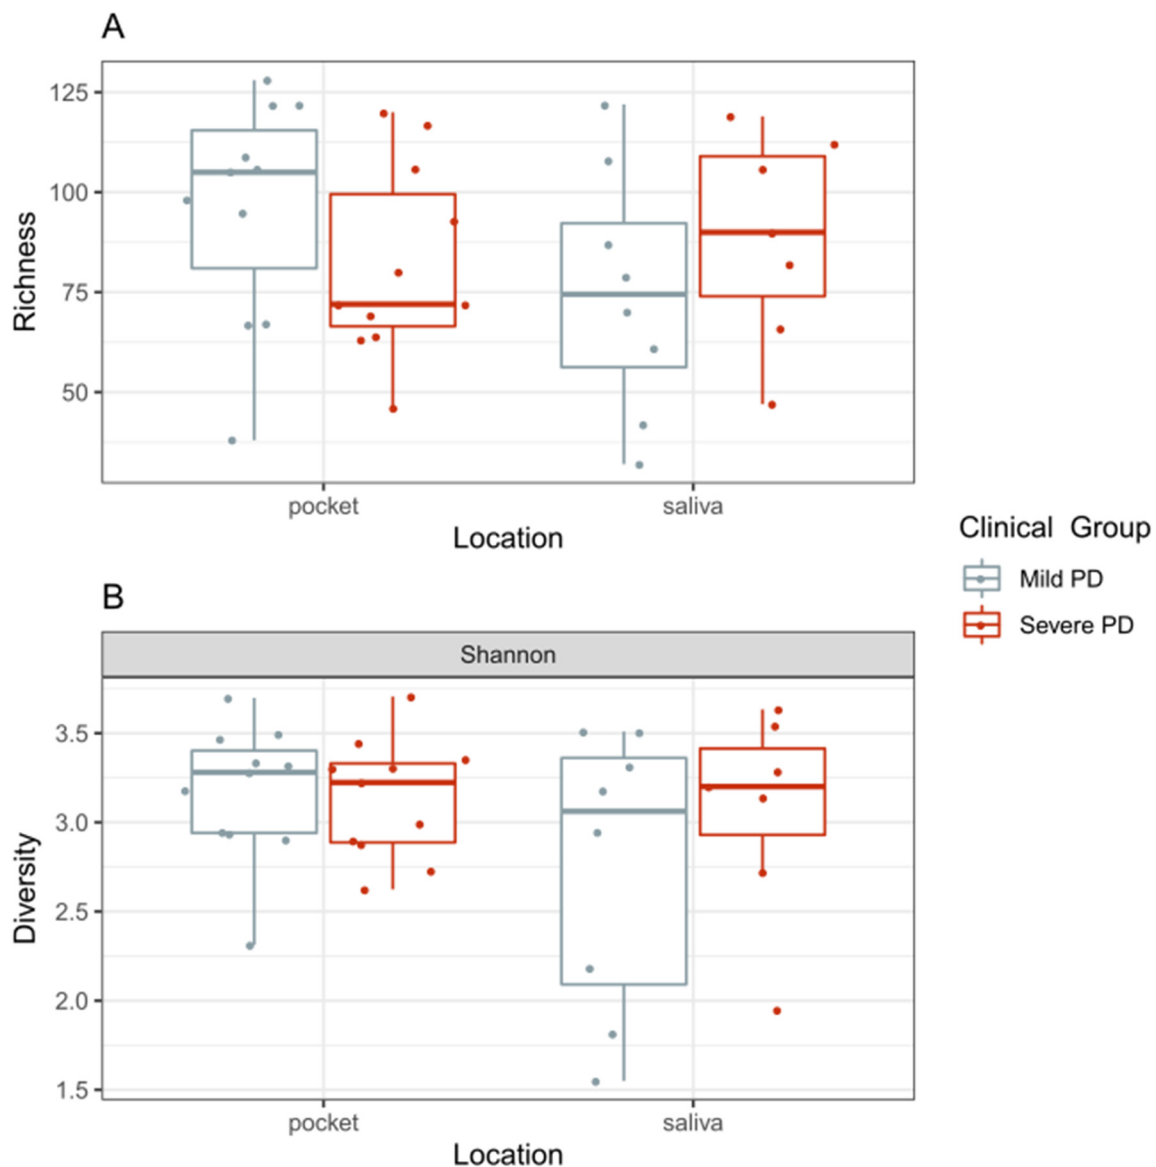 A
125
100
75
50
Richness
pocket
saliva
Location
Clinical Group
Mild PD
Severe PD
B
Shannon
3.5
3.0
2.5
2.0
1.5
Diversity
pocket
saliva
Location